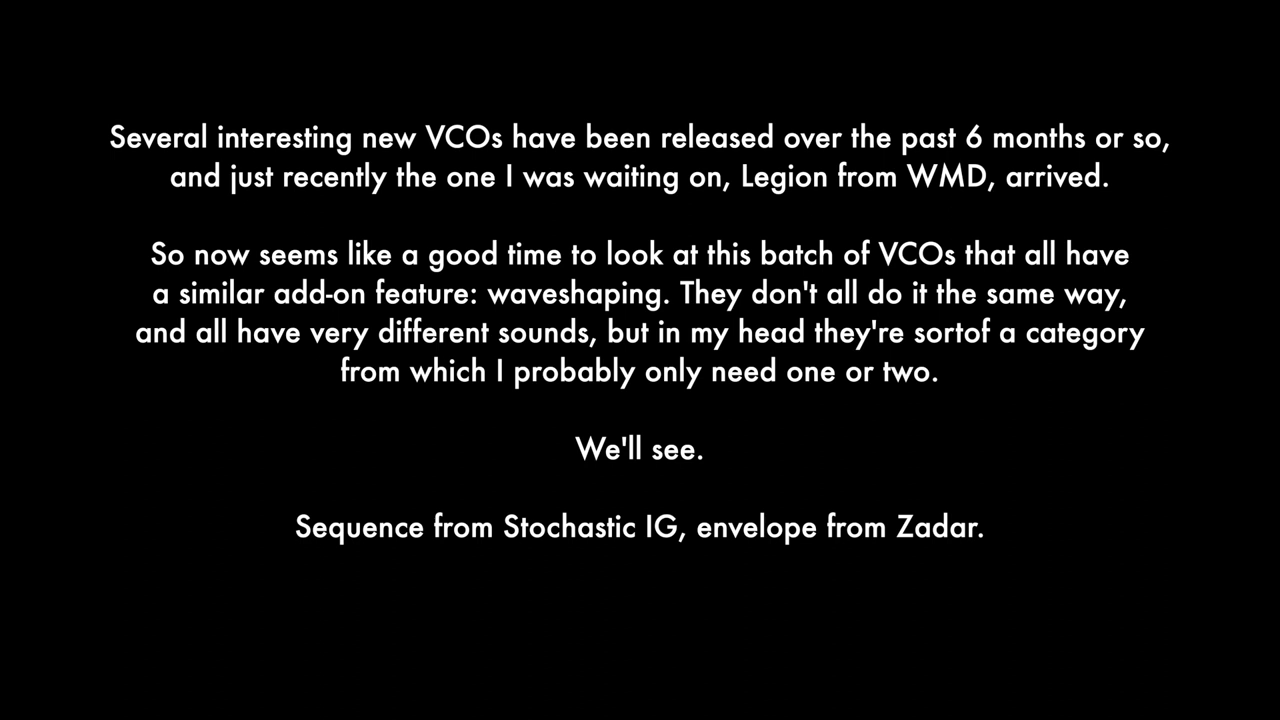 Several interesting new VCOs have been released over the past 6 months or so,
and just recently the one I was waiting on, Legion from WMD, arrived.
So now seems like a good time to look at this batch of VCOs that all have
a similar add-on feature: waveshaping. They don't all do it the same way,
and all have very different sounds, but in my head they're sortof a category
from which I probably only need one or two.
We'll see.
Sequence from Stochastic IG, envelope from Zadar.